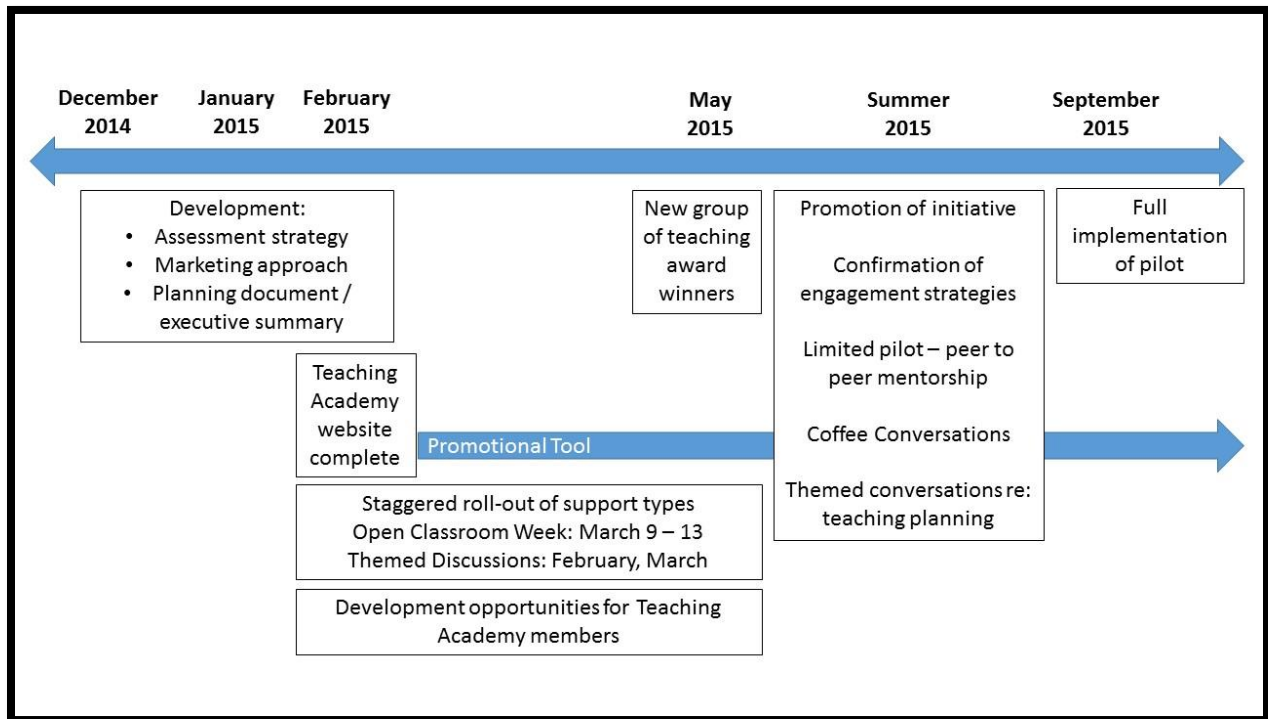 December
2014
January
2015
February
2015
May
2015
Summer
2015
September
2015
Development:
• Assessment strategy
• Marketing approach
• Planning document /
executive summary
New group
of teaching
award
winners
Promotion of initiative
Confirmation of
engagement strategies
Limited pilot – peer to
peer mentorship
Coffee Conversations
Themed conversations re:
teaching planning
Full
implementation
of pilot
Teaching
Academy
website
complete
Promotional Tool
Staggered roll-out of support types
Open Classroom Week: March 9 – 13
Themed Discussions: February, March
Development opportunities for Teaching
Academy members